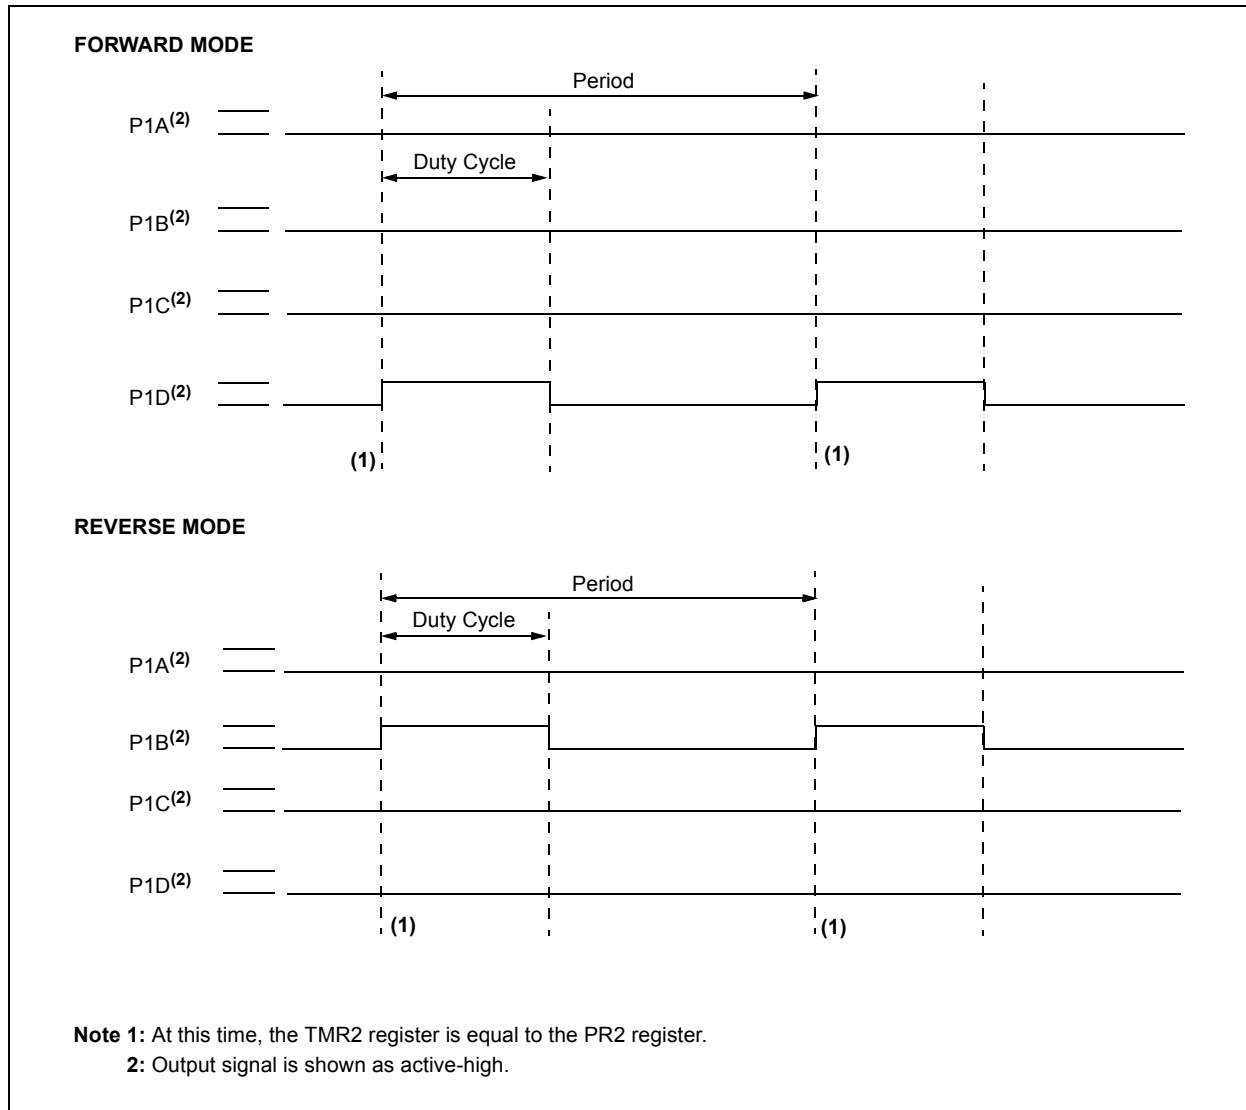 FORWARD MODE
Period
P1A(2)
Duty Cycle
P1B(2)
P1C(2)
P1D(2)
(1)
(1)
REVERSE MODE
Period
Duty Cycle
P1A(2)
P1B(2)
P1C(2)
P1D(2)
(1)
(1)
Note 1: At this time, the TMR2 register is equal to the PR2 register.
2: Output signal is shown as active-high.